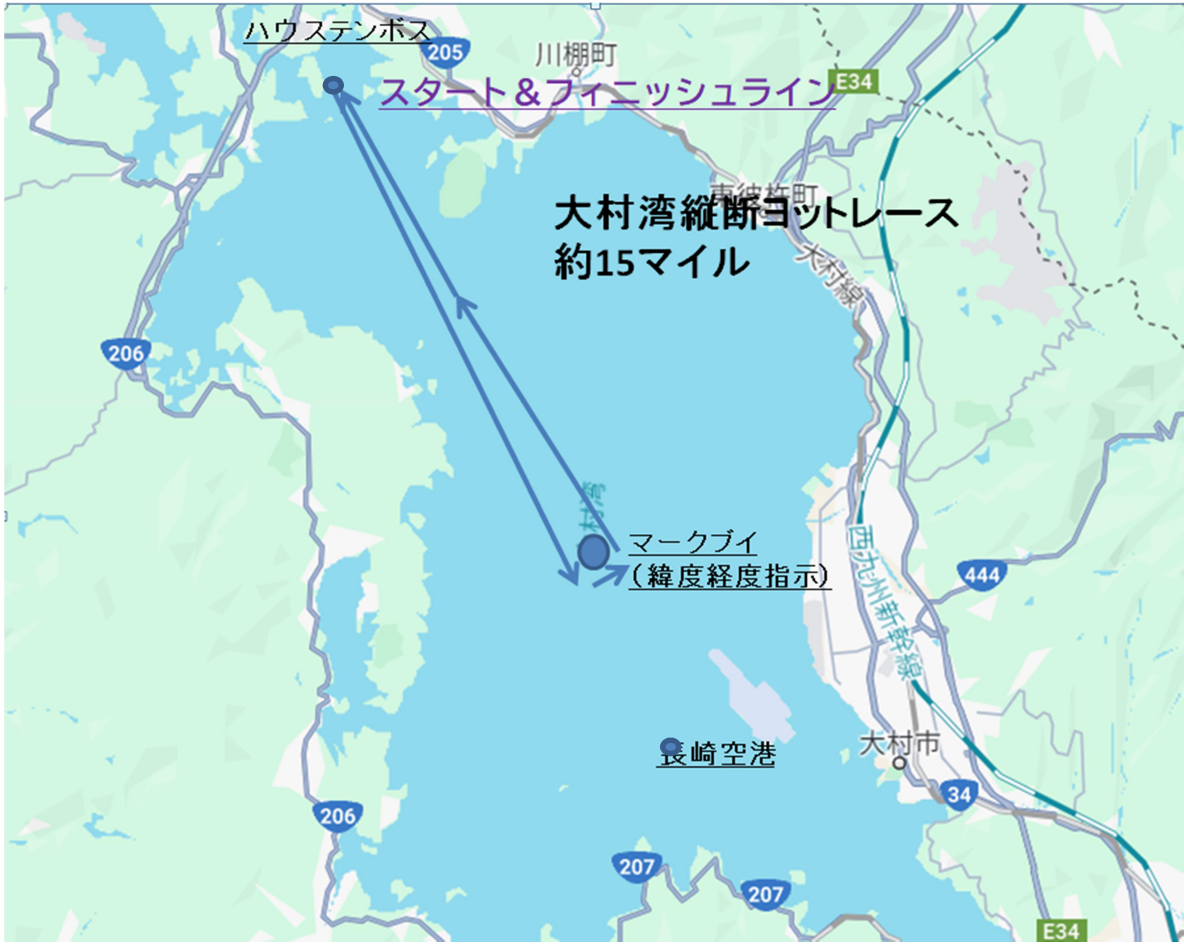 ハウステンボス
205
川棚町
スタート＆フィニッシュライン
E34
東彼杵町
大村湾縦断ヨットレース
約15マイル
大村線
206
村湾
マークブイ
（緯度経度指示）
西九州新幹線
444
長崎空港
大村市
34
206
207
207
E34